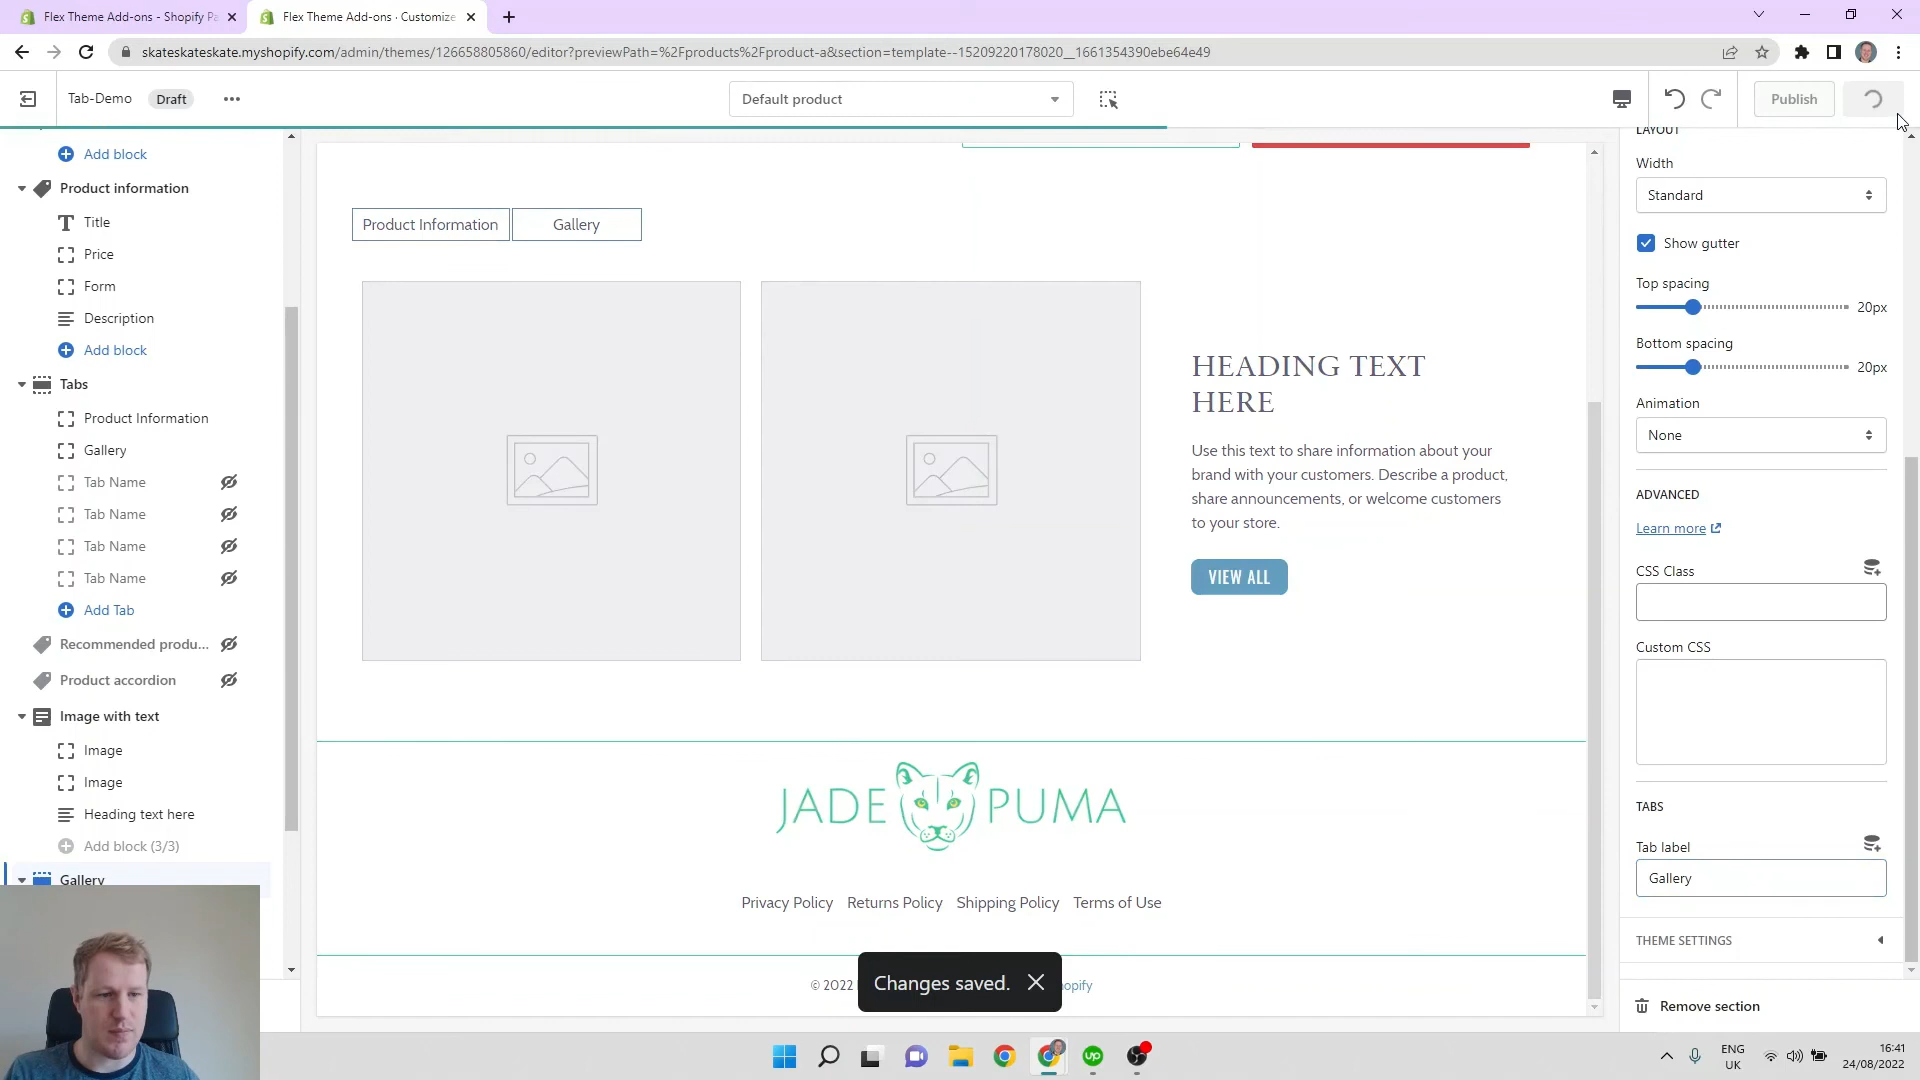 Flex Theme Add-ons - Shopify Pa
Flex Theme Add-ons · Customize
skateskateskate.myshopify.com/admin/themes/126658805860/editor?previewPath=%2Fproducts%2Fproduct-a&section=template--15209220178020__1661354390ebe64e49
Tab-Demo
Draft
Default product
Publish
Add block
Product information
Title
Price
Form
Description
Add block
Tabs
Product Information
Gallery
Tab Name
Tab Name
Tab Name
Tab Name
Add Tab
Recommended produ...
Product accordion
Image with text
Image
Image
Heading text here
Add block (3/3)
Gallery
Product Information
Gallery
HEADING TEXT
HERE
Use this text to share information about your
brand with your customers. Describe a product,
share announcements, or welcome customers
to your store.
VIEW ALL
JADE PUMA
Privacy Policy Returns Policy Shipping Policy Terms of Use
© 2022
opify
Changes saved.
LAYOUT
Width
Standard
Show gutter
Top spacing
20px
Bottom spacing
20px
Animation
None
ADVANCED
Learn more
CSS Class
Custom CSS
TABS
Tab label
Gallery
THEME SETTINGS
Remove section
up
ENG
UK
16:41
24/08/2022